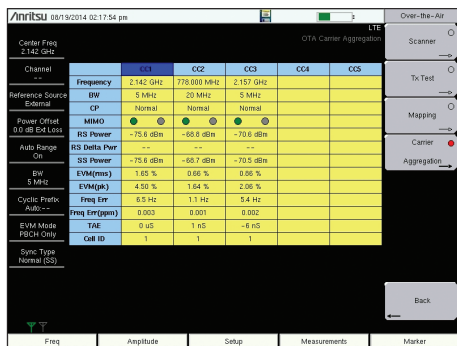 Anritsu 08/19/2014 02:17:54 pm
Over-the-Air
LTE
OTA Carrier Aggregation
Center Freq
2.142 GHz
Channel
--
Reference Source
External
Power Offset
0.0 dB Ext Loss
Auto Range
On
BW
5 MHz
Cyclic Prefix
Auto:--
EVM Mode
PBCH Only
Sync Type
Normal (SS)
CC1 CC2 CC3 CC4 CC5
Frequency 2.142 GHz 778.000 MHz 2.157 GHz
BW 5 MHz 20 MHz 5 MHz
CP Normal Normal Normal
MIMO
RS Power -75.6 dBm -68.8 dBm -70.6 dBm
RS Delta Pwr -- -- --
SS Power -75.6 dBm -68.7 dBm -70.5 dBm
EVM(rms) 1.65 % 0.66 % 0.86 %
EVM(pk) 4.50 % 1.64 % 2.06 %
Freq Err 6.5 Hz 1.1 Hz 5.4 Hz
Freq Err(ppm) 0.003 0.001 0.002
TAE 0 uS 1 nS -6 nS
Cell ID 1 1 1
Scanner
Tx Test
Mapping
Carrier
Aggregation
Back
Freq Amplitude Setup Measurements Marker